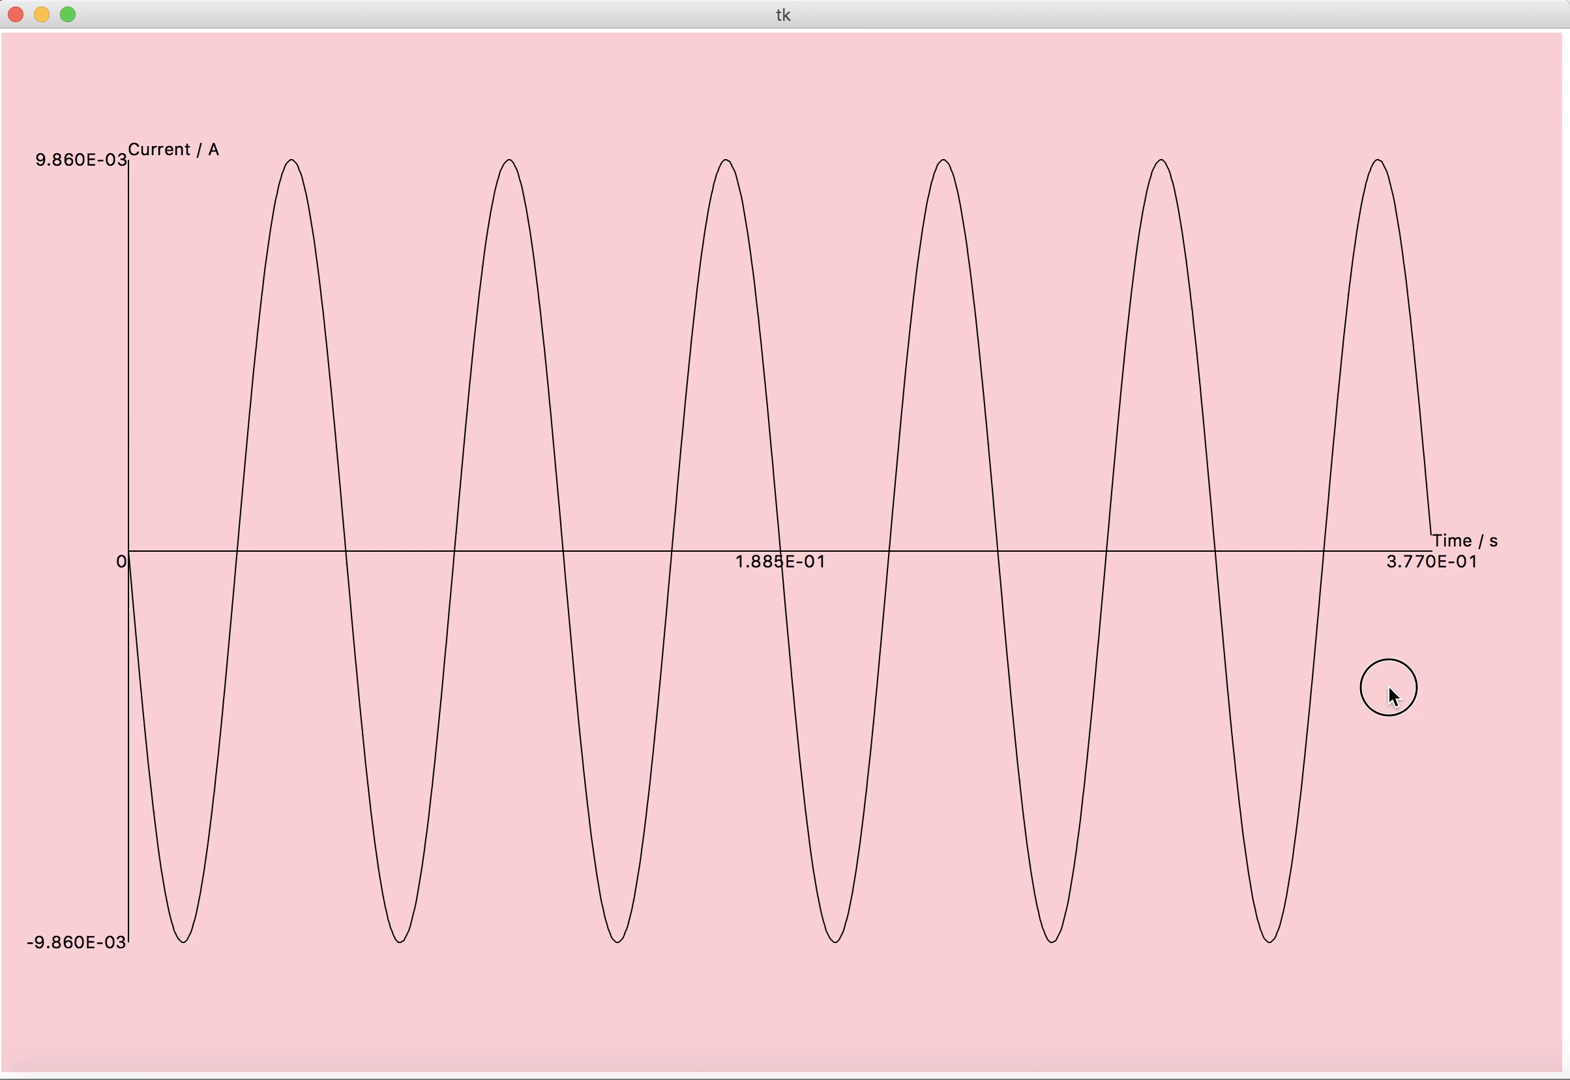 tk
Current / A
9.860E-03
Time / s
0
1.885E-01
3.770E-01
-9.860E-03